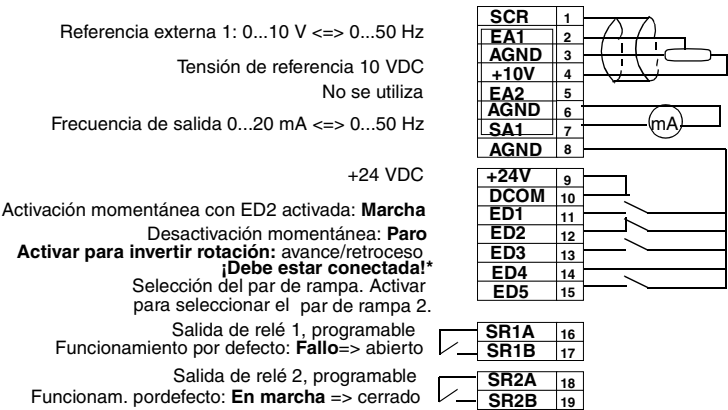 SCR 1
Referencia externa 1: 0...10 V <=> 0...50 Hz EA1 2
AGND 3
Tensión de referencia 10 VDC +10V 4
No se utiliza EA2 5
AGND 6
Frecuencia de salida 0...20 mA <=> 0...50 Hz SA1 7
mA
AGND 8
+24 VDC +24V 9
DCOM 10
Activación momentánea con ED2 activada: Marcha ED1 11
Desactivación momentánea: Paro ED2 12
Activar para invertir rotación: avance/retroceso ED3 13
¡Debe estar conectada!* ED4 14
Selección del par de rampa. Activar ED5 15
para seleccionar el par de rampa 2.
Salida de relé 1, programable SR1A 16
Funcionamiento por defecto: Fallo=> abierto SR1B 17
Salida de relé 2, programable SR2A 18
Funcionam. pordefecto: En marcha => cerrado SR2B 19